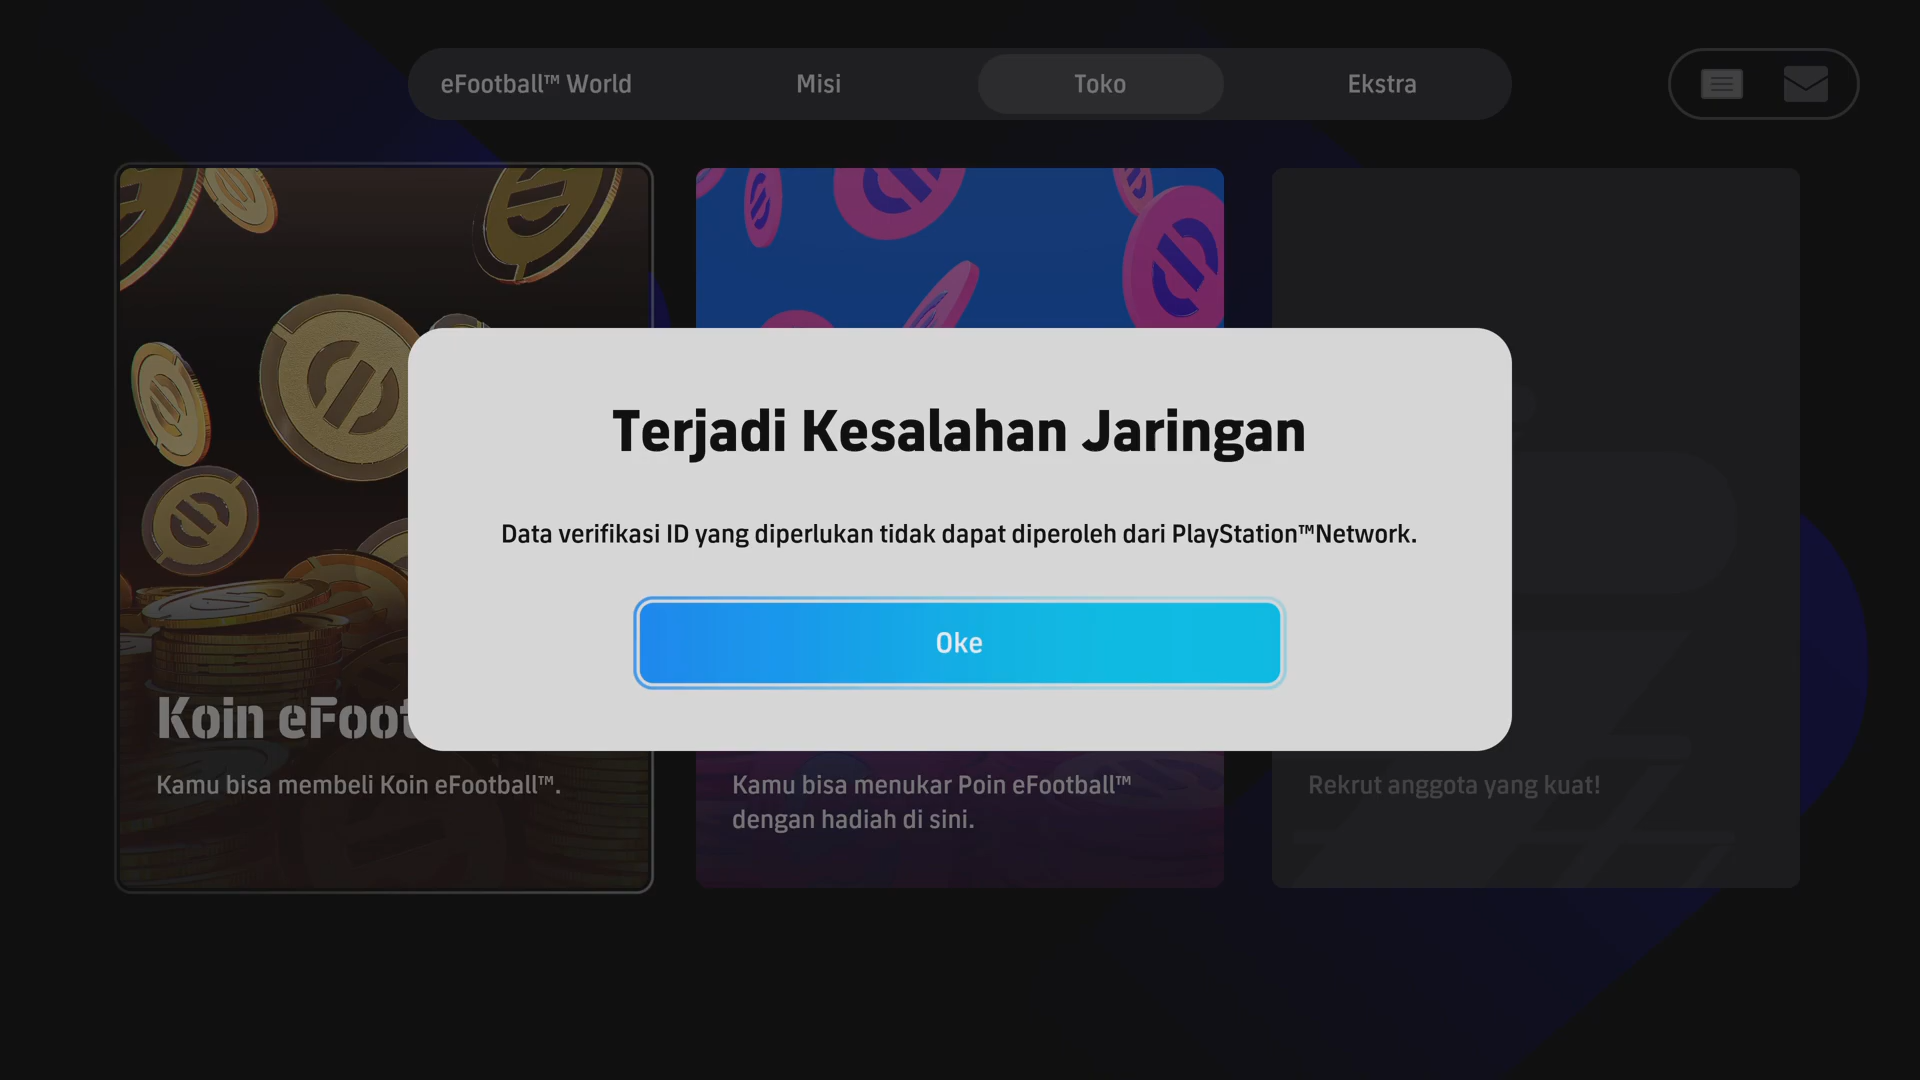 eFootball™ World
Misi
Toko
Ekstra
Terjadi Kesalahan Jaringan
Data verifikasi ID yang diperlukan tidak dapat diperoleh dari PlayStation™Network.
Oke
Koin eFoot
Kamu bisa membeli Koin eFootball™.
Kamu bisa menukar Poin eFootball™
dengan hadiah di sini.
Rekrut anggota yang kuat!